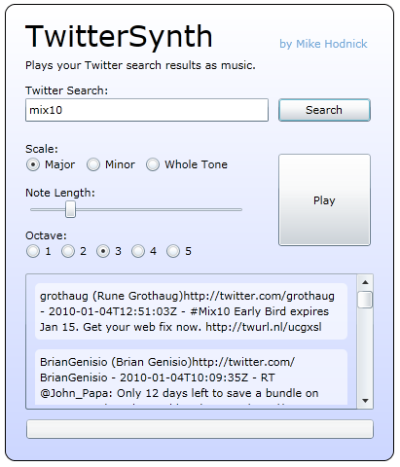 TwitterSynth
by Mike Hodnick
Plays your Twitter search results as music.
Twitter Search:
mix10
Search
Scale:
Major Minor Whole Tone
Play
Note Length:
Octave:
1 2 3 4 5
grothaug (Rune Grothaug)http://twitter.com/grothaug
- 2010-01-04T12:51:03Z - #Mix10 Early Bird expires
Jan 15. Get your web fix now. http://twurl.nl/ucgxsl
BrianGenisio (Brian Genisio)http://twitter.com/
BrianGenisio - 2010-01-04T10:09:35Z - RT
@John_Papa: Only 12 days left to save a bundle on